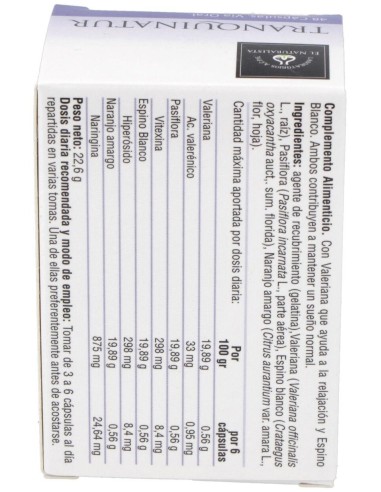 48 Cápsulas. Vía Oral
TRANQUINATUR
EL NATURALISTA
Complemento Alimenticio. Con Valeriana que ayuda a la relajación y Espino
Blanco. Ambos contribuyen a mantener un sueño normal.
Ingredientes: agente de recubrimiento (gelatina), Valeriana (Valeriana officinalis
L., raíz), Pasiflora (Pasiflora incarnata L., parte aérea), Espino blanco (Crataegus
oxyacantha auct., sum. florida), Naranjo amargo (Citrus aurantium var. amara L.,
flor, hoja).
Cantidad máxima aportada por dosis diaria: Por 100 gr por 6 cápsulas
Valeriana 19,89 g 0,56 g
Ac. valerénico 33 mg 0,95 mg
Pasiflora 19,89 g 0,56 g
Vitexina 298 mg 8,4 mg
Espino Blanco 19,89 g 0,56 g
Hiperósido 298 mg 8,4 mg
Naranjo amargo 19,89 g 0,56 g
Naringina 875 mg 24,64 mg
Peso neto: 22,6 g
Dosis diaria recomendada y modo de empleo: Tomar de 3 a 6 cápsulas al día
repartidas en varias tomas. Una de ellas preferentemente antes de acostarse.